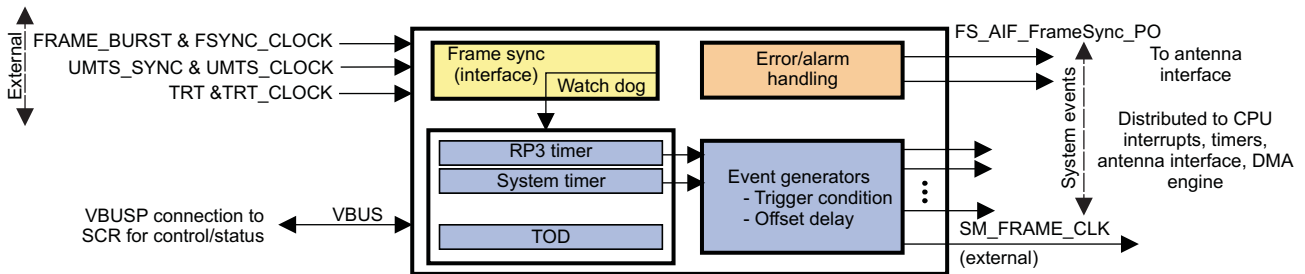 External
FRAME_BURST & FSYNC_CLOCK
UMTS_SYNC & UMTS_CLOCK
TRT &TRT_CLOCK
VBUSP connection to
SCR for control/status
VBUS
Frame sync
(interface)
Watch dog
RP3 timer
System timer
TOD
Error/alarm
handling
Event generators
- Trigger condition
- Offset delay
FS_AIF_FrameSync_PO
To antenna
interface
System events
Distributed to CPU
interrupts, timers,
antenna interface, DMA
engine
SM_FRAME_CLK
(external)